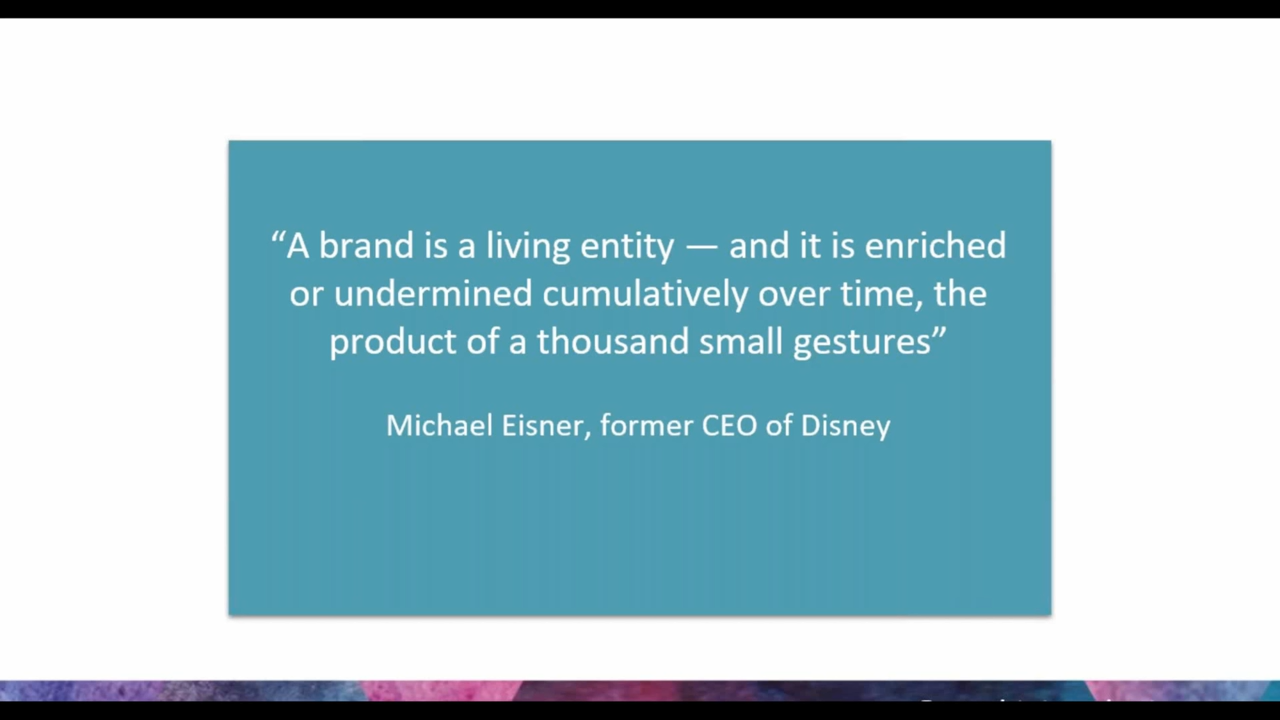 “A brand is a living entity — and it is enriched
or undermined cumulatively over time, the
product of a thousand small gestures”
Michael Eisner, former CEO of Disney